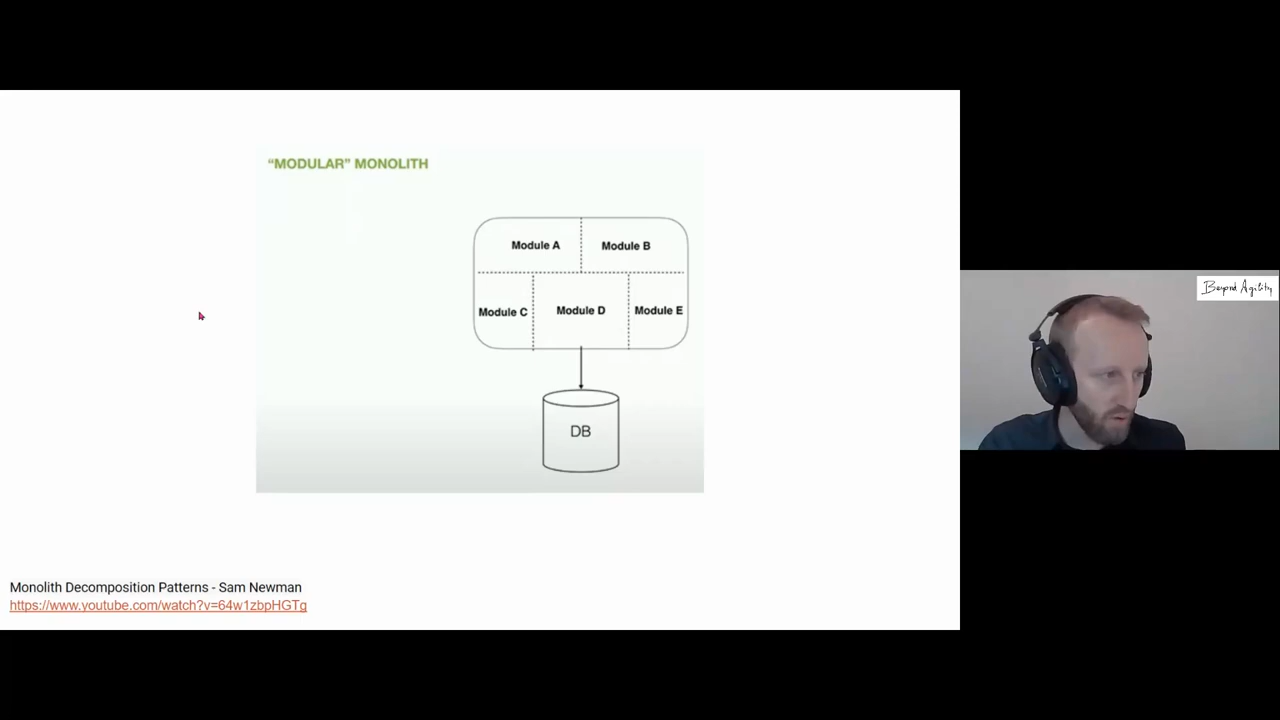 “MODULAR” MONOLITH
Module A
Module B
Module C
Module D
Module E
DB
Beyond Agility
Monolith Decomposition Patterns - Sam Newman
https://www.youtube.com/watch?v=64w1zbpHGTg